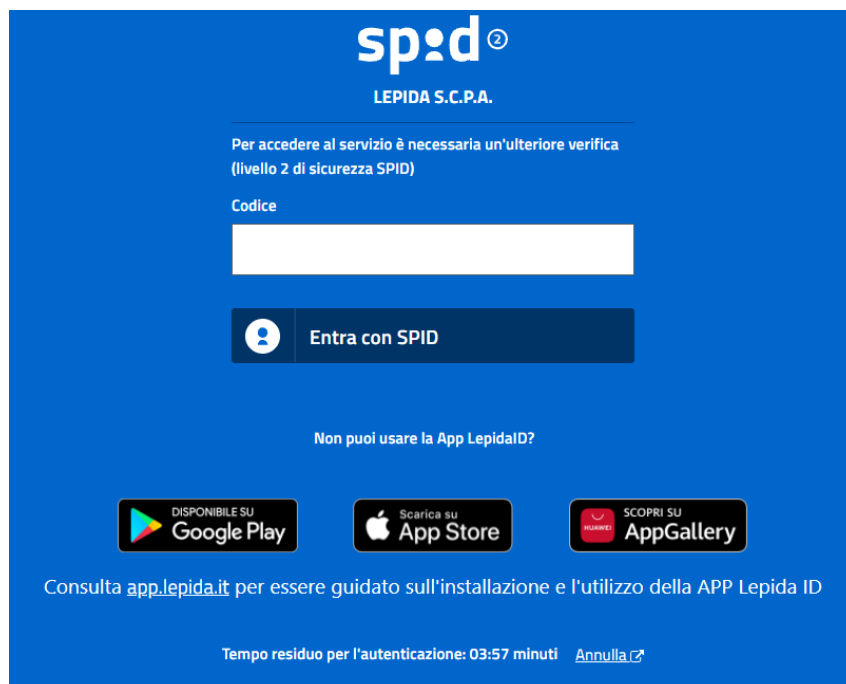 spid 2
LEPIDA S.C.P.A.
Per accedere al servizio è necessaria un'ulteriore verifica
(livello 2 di sicurezza SPID)
Codice
Entra con SPID
Non puoi usare la App LepidaID?
DISPONIBILE SU
Google Play
Scarica su
App Store
HUAWEI
SCOPRI SU
AppGallery
Consulta app.lepida.it per essere guidato sull'installazione e l'utilizzo della APP Lepida ID
Tempo residuo per l'autenticazione: 03:57 minuti Annulla